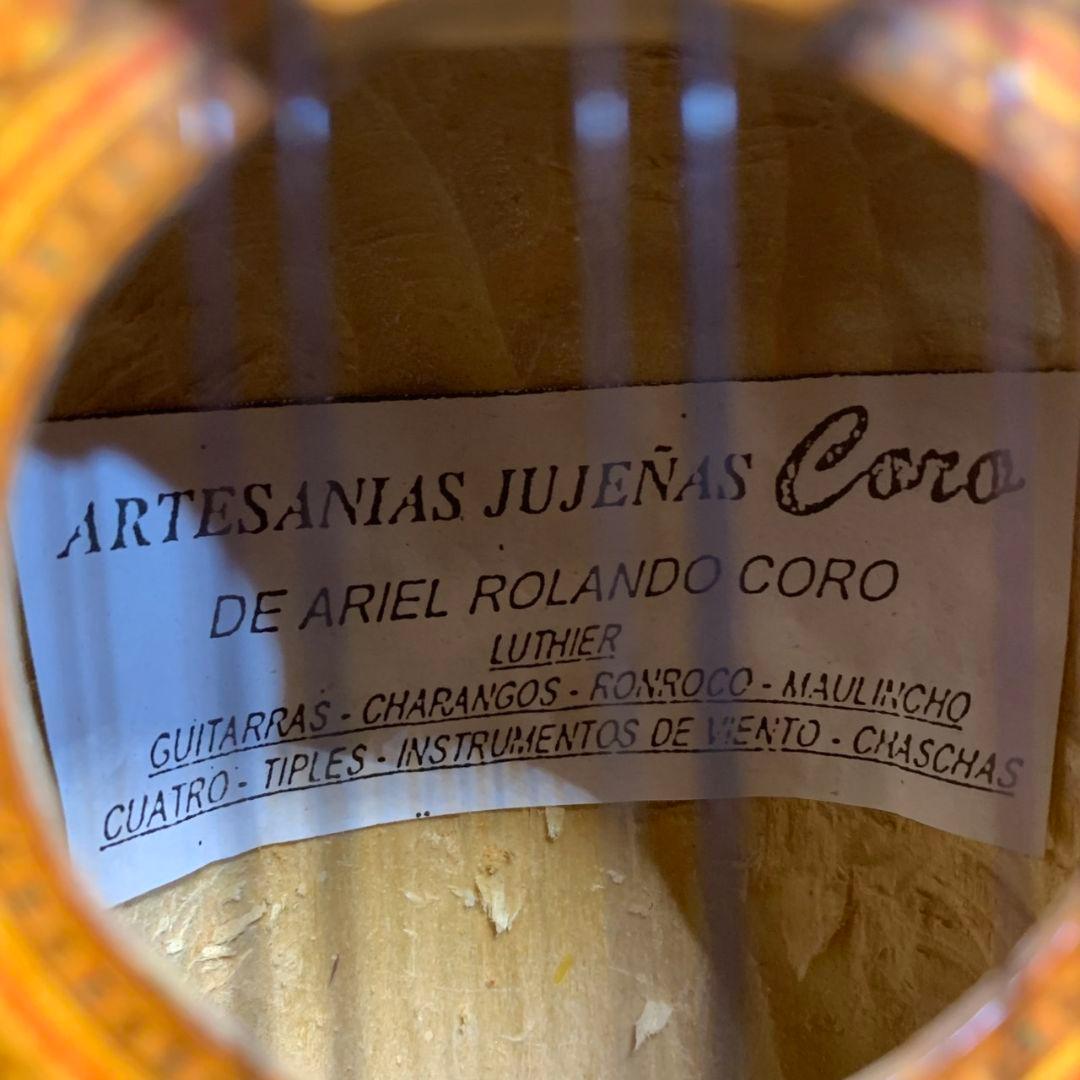 ARTESANIAS JUJEÑAS Coro
DE ARIEL ROLANDO CORO
LUTHIER
GUITARRAS - CHARANGOS - RONROCO - MAULINCHO
CUATRO - TIPLES - INSTRUMENTOS DE VIENTO - CHASCHAS